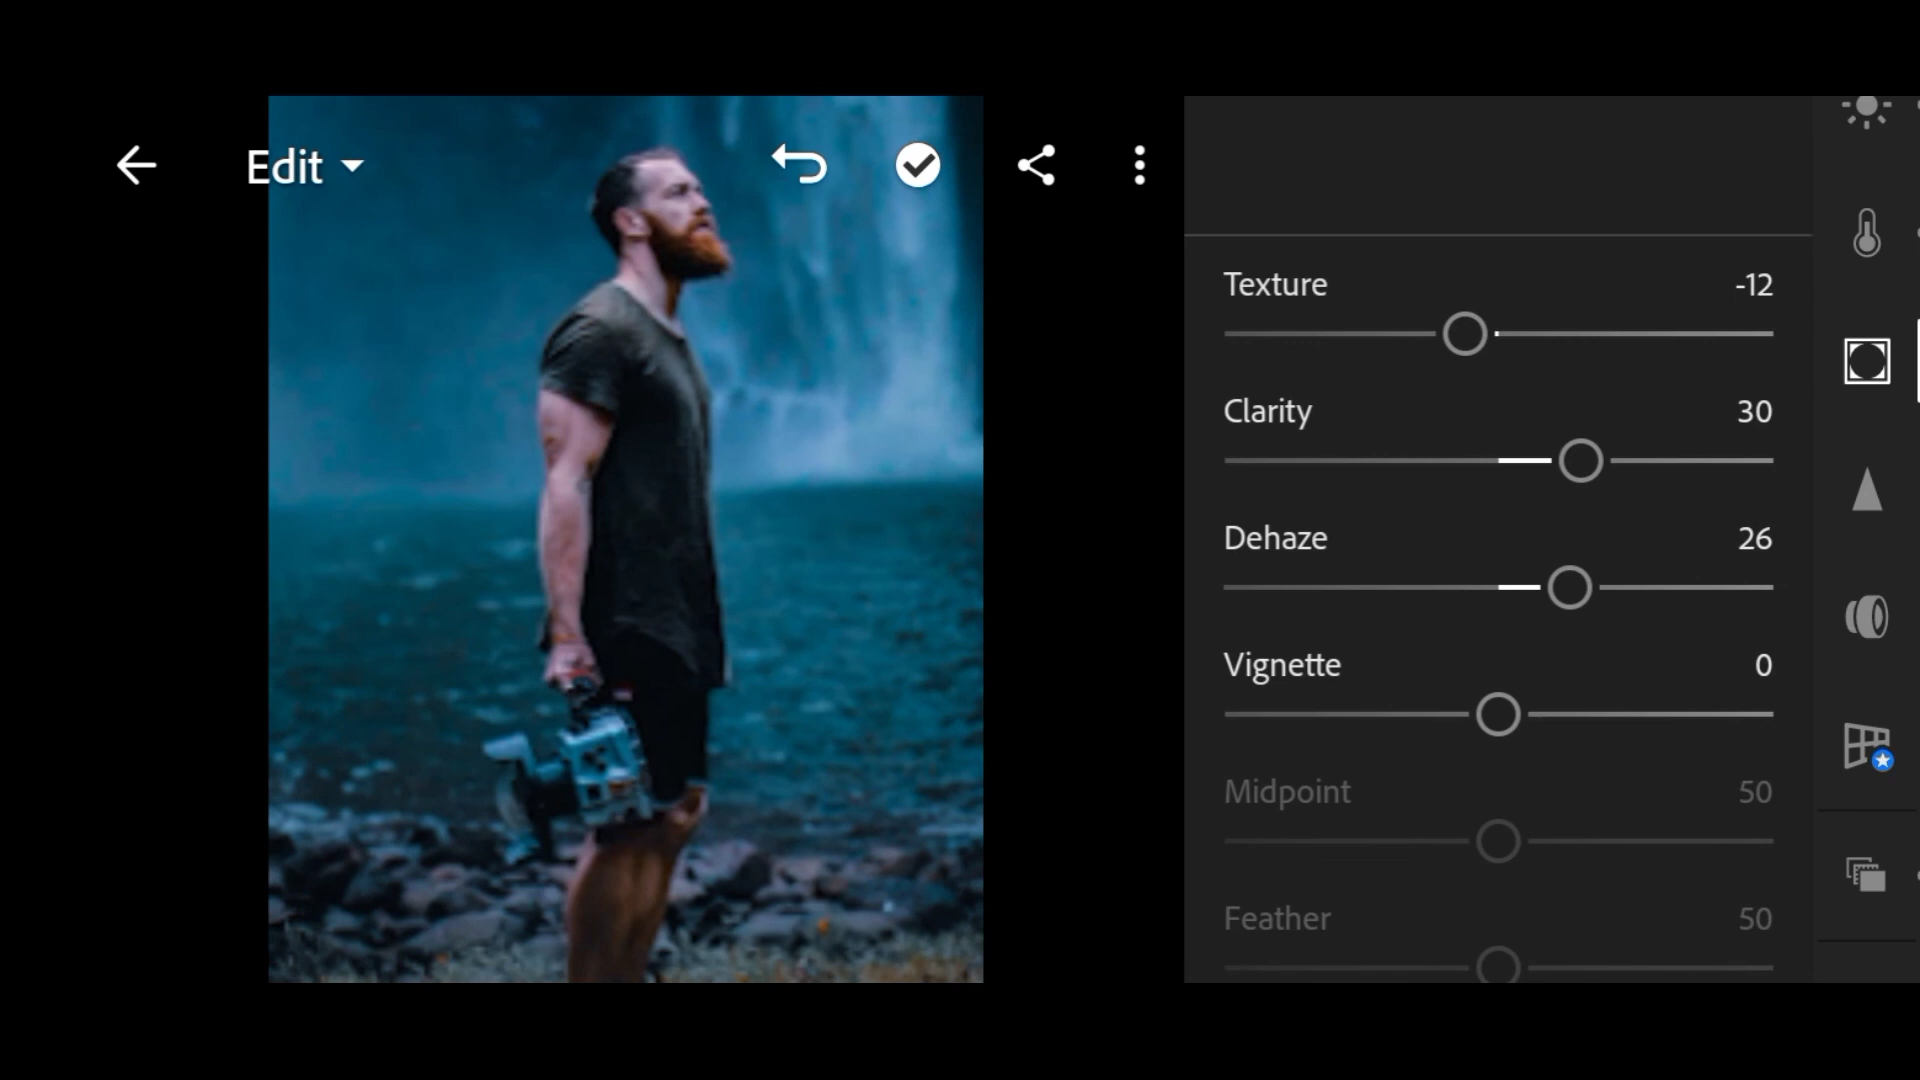 Edit
Texture -12
Clarity 30
Dehaze 26
Vignette 0
Midpoint 50
Feather 50